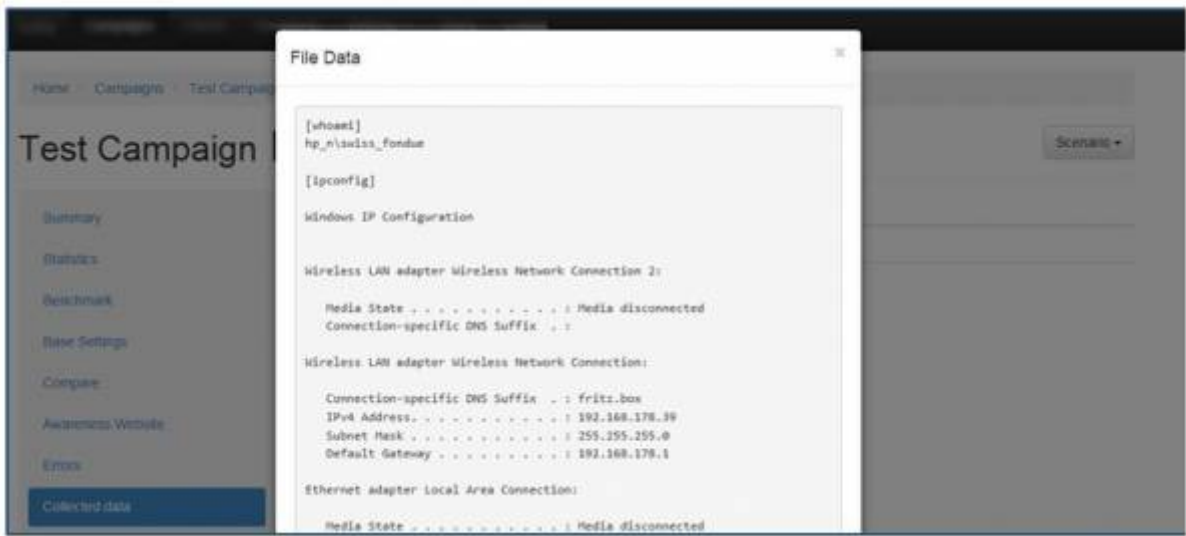 Campaigns
File Data
×
Home Campaigns Test Campaig
Test Campaign
Scenario
Summary
Statistics
Benchmark
Base Settings
Compare
Awareness Website
Errors
Collected data
[whoami]
hp_n\swiss_fondue
[ipconfig]
Windows IP Configuration
Wireless LAN adapter Wireless Network Connection 2:
Media State . . . . . . . . . . . : Media disconnected
Connection-specific DNS Suffix . :
Wireless LAN adapter Wireless Network Connection:
Connection-specific DNS Suffix . : fritz.box
IPv4 Address. . . . . . . . . . . : 192.168.178.39
Subnet Mask . . . . . . . . . . . : 255.255.255.0
Default Gateway . . . . . . . . . : 192.168.178.1
Ethernet adapter Local Area Connection:
Media State . . . . . . . . . . . : Media disconnected